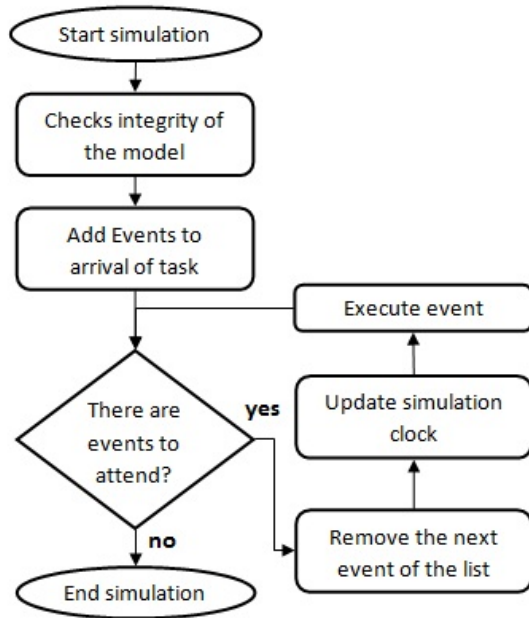 Start simulation
Checks integrity of
the model
Add Events to
arrival of task
Execute event
There are
events to
attend?
yes
Update simulation
clock
no
Remove the next
event of the list
End simulation